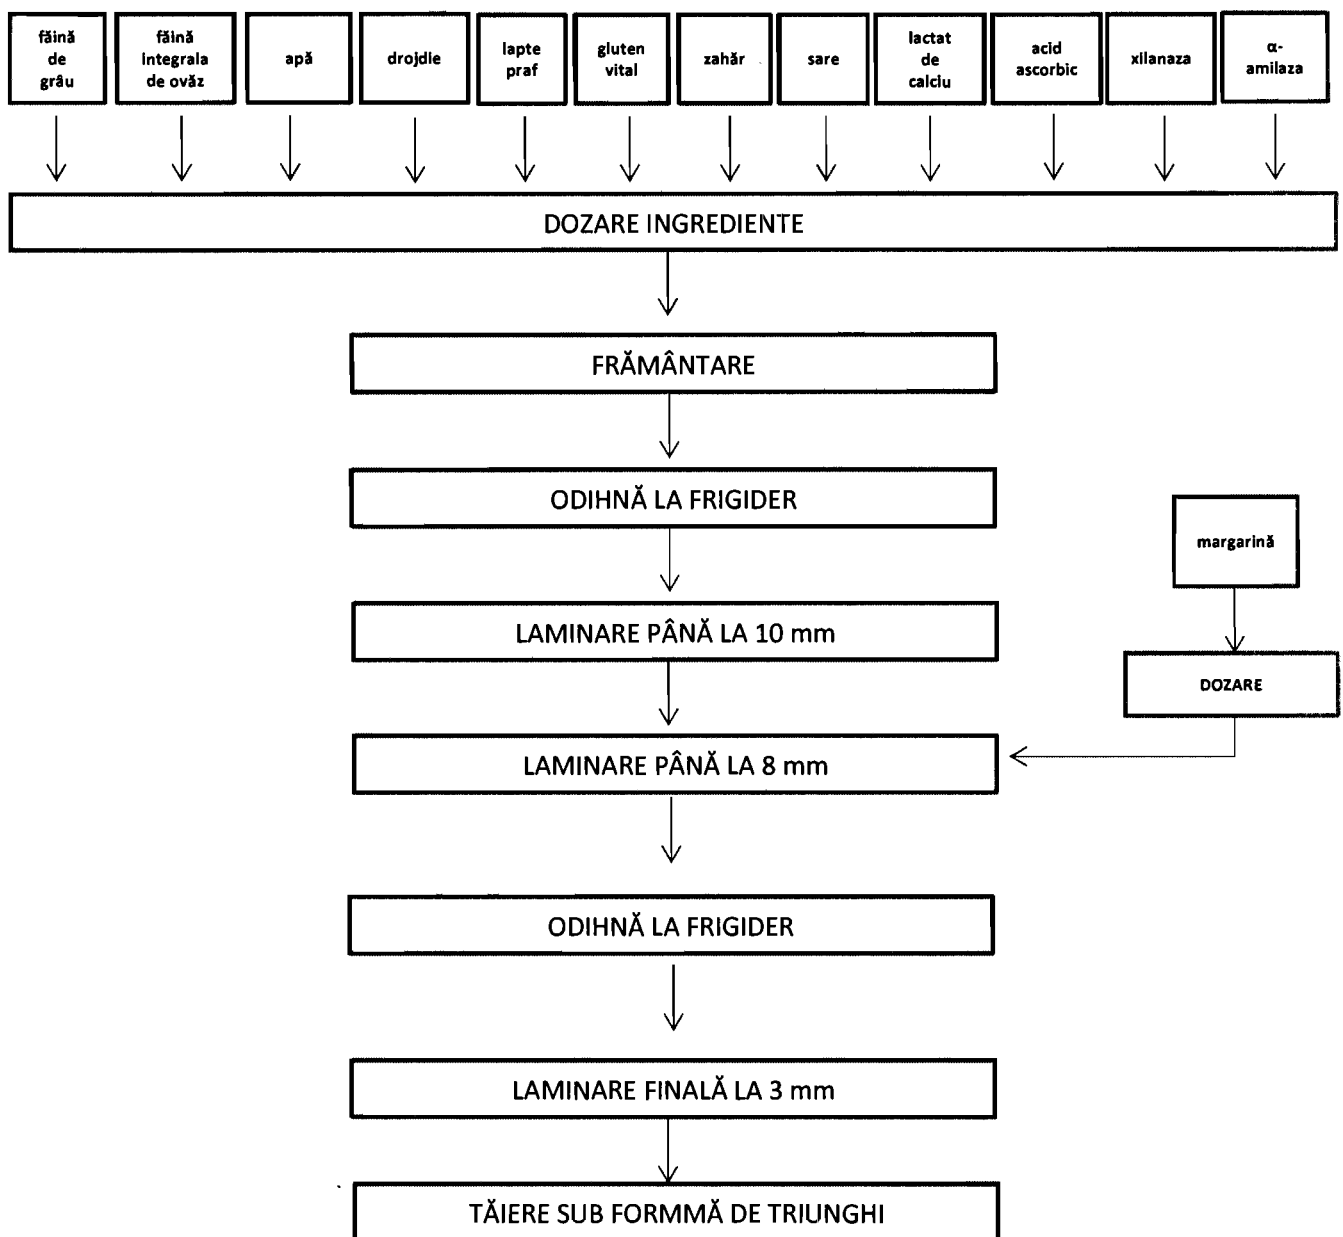 făină
de
grâu
făină
integrala
de ovăz
apă
drojdie
lapte
praf
gluten
vital
zahăr
sare
lactat
de
calciu
acid
ascorbic
xilanaza
α-
amilaza
DOZARE INGREDIENTE
FRĂMÂNTARE
ODIHNĂ LA FRIGIDER
margarină
LAMINARE PÂNĂ LA 10 mm
DOZARE
LAMINARE PÂNĂ LA 8 mm
ODIHNĂ LA FRIGIDER
LAMINARE FINALĂ LA 3 mm
TĂIERE SUB FORMMĂ DE TRIUNGHI